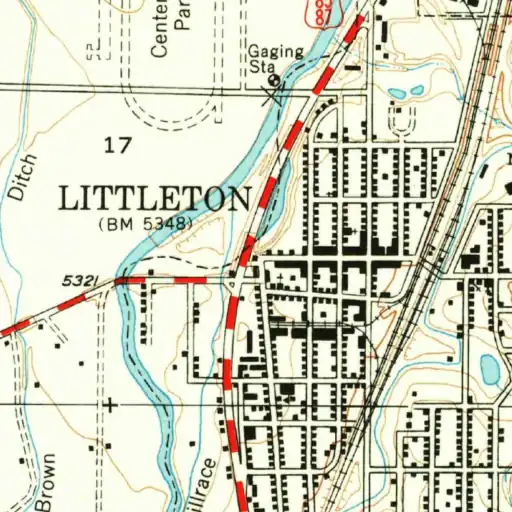 Center
Par
Gaging
Sta
17
Ditch
LITTLETON
(BM 5348)
5321
Brown
illrace